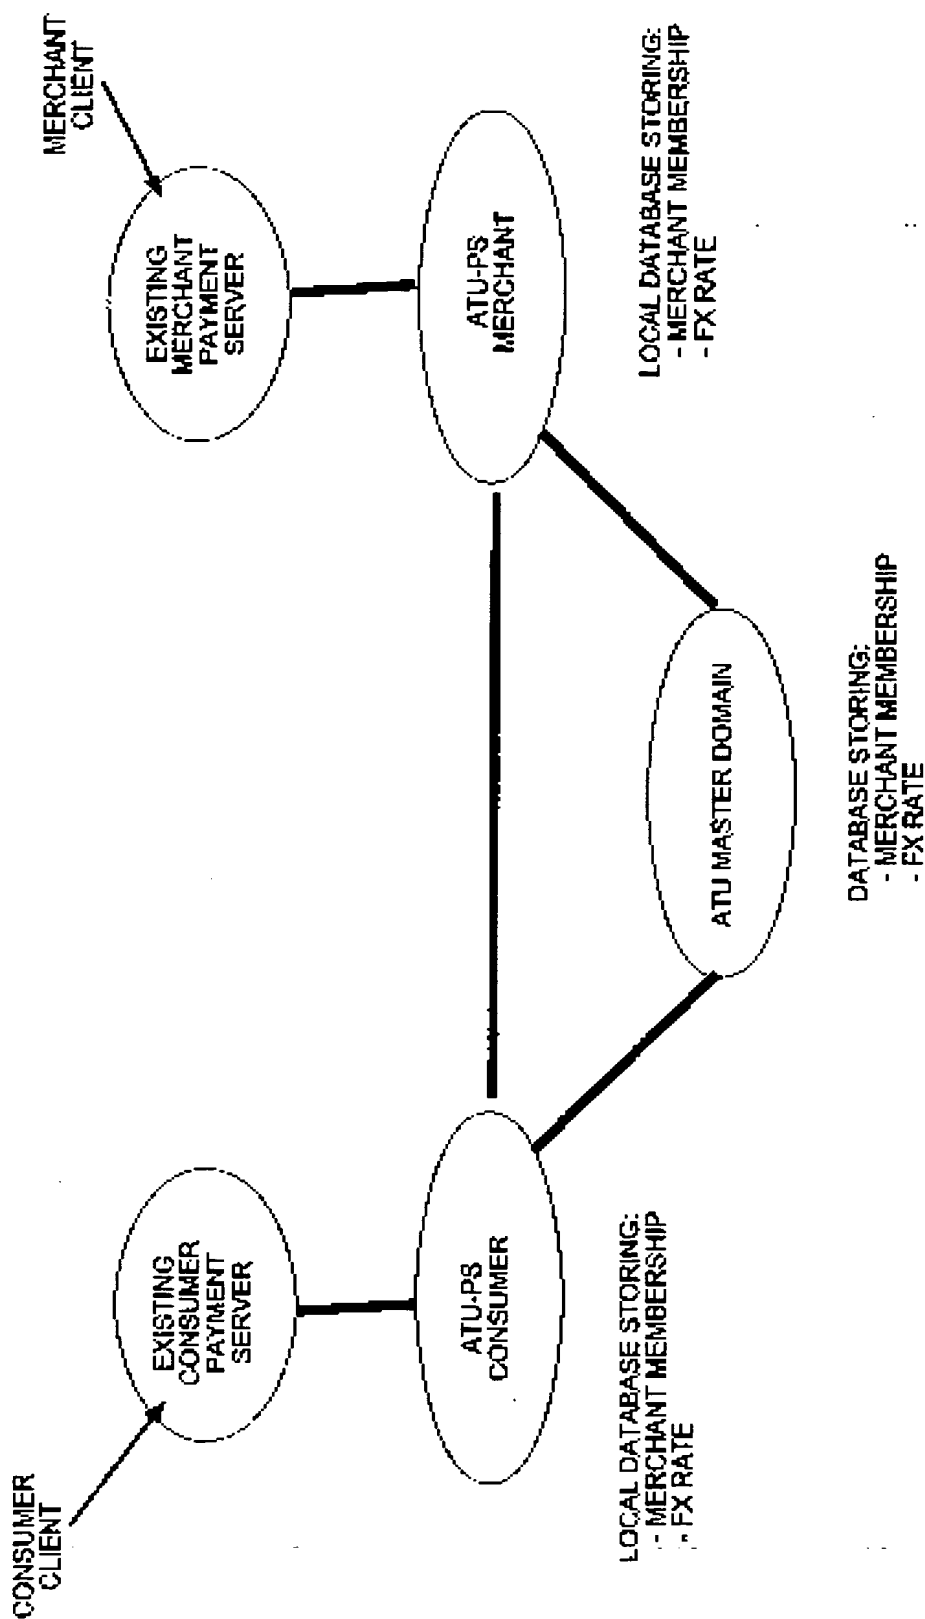 CONSUMER
CLIENT
MERCHANT
CLIENT
EXISTING
CONSUMER
PAYMENT
SERVER
EXISTING
MERCHANT
PAYMENT
SERVER
ATU-PS
CONSUMER
ATU-PS
MERCHANT
LOCAL DATABASE STORING:
- MERCHANT MEMBERSHIP
- FX RATE
ATU MASTER DOMAIN
LOCAL DATABASE STORING:
- MERCHANT MEMBERSHIP
- FX RATE
DATABASE STORING:
- MERCHANT MEMBERSHIP
- FX RATE